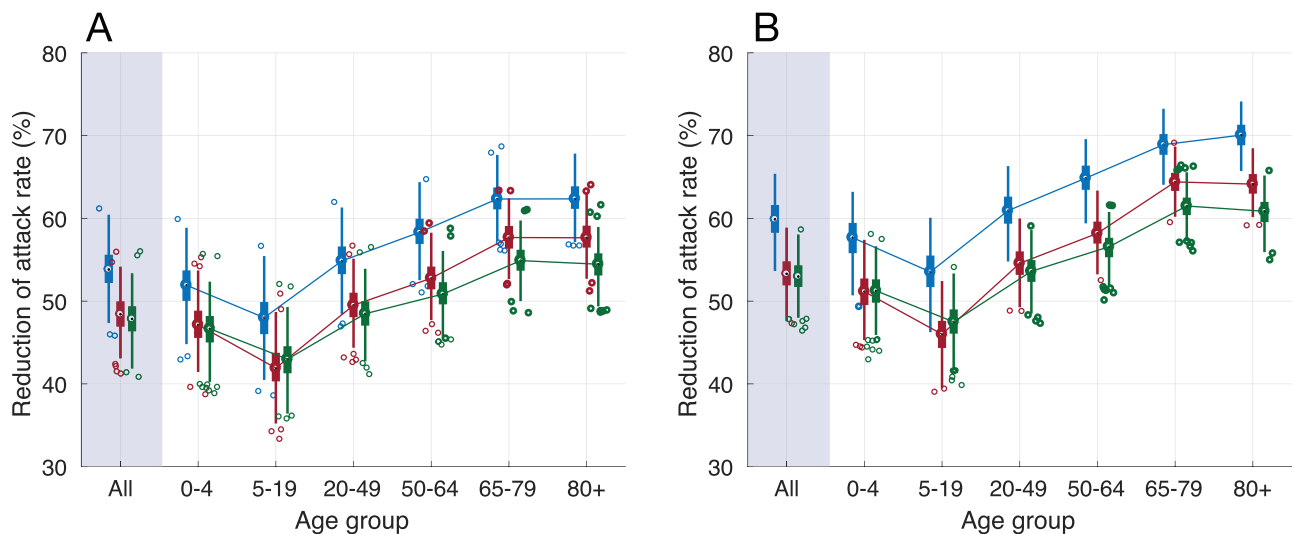 A
Reduction of attack rate (%)
80
70
60
50
40
30
All 0-4 5-19 20-49 50-64 65-79 80+
Age group
B
Reduction of attack rate (%)
80
70
60
50
40
30
All 0-4 5-19 20-49 50-64 65-79 80+
Age group